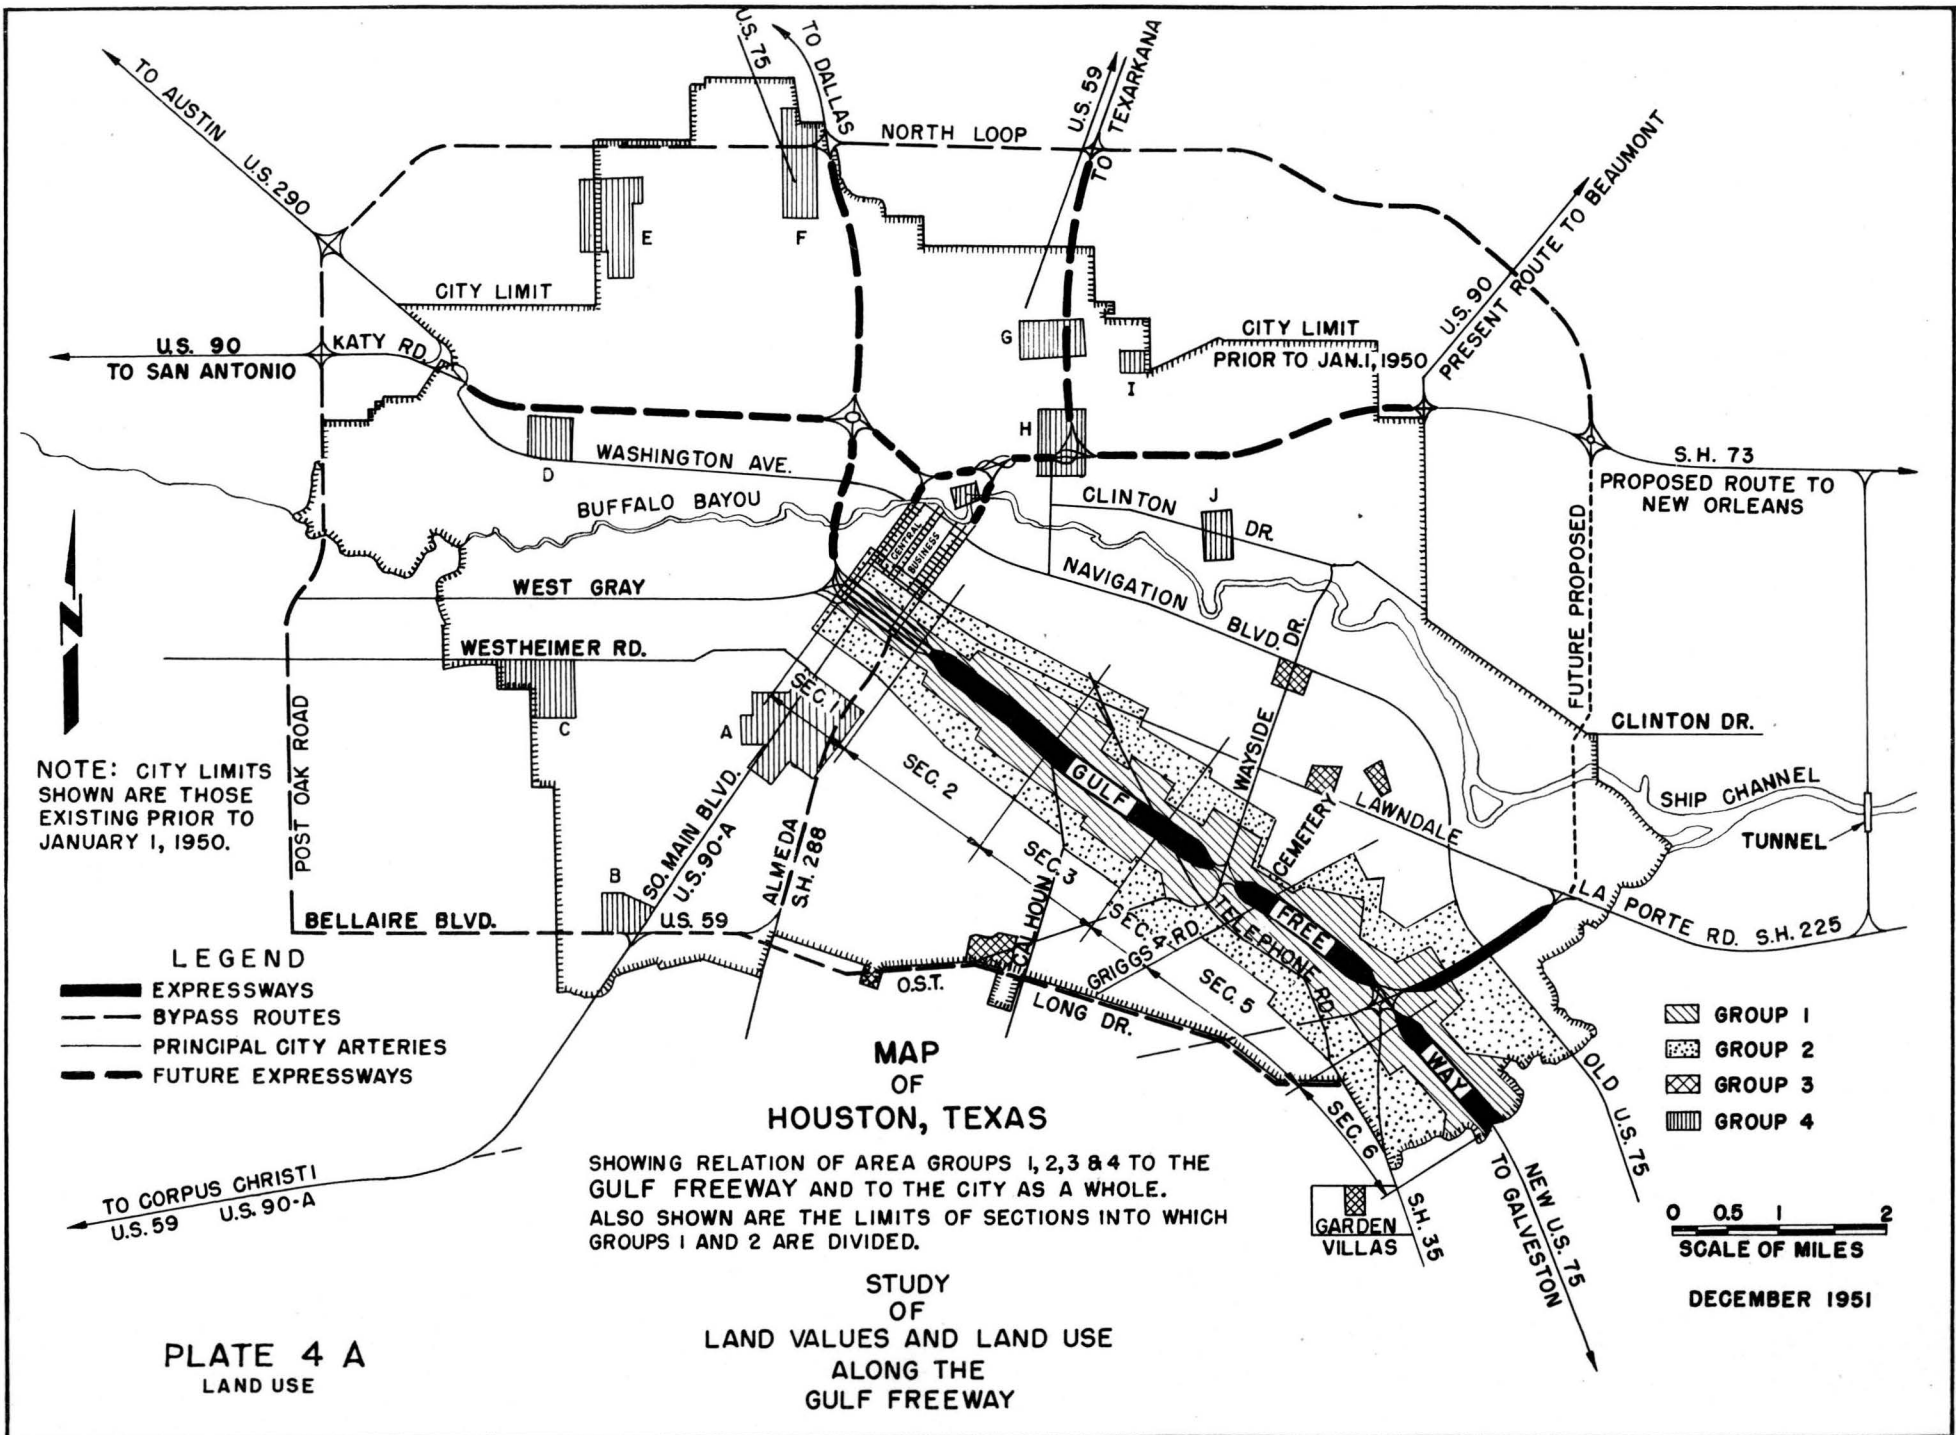 TO AUSTIN
U.S. 290
U.S. 75
TO DALLAS
NORTH LOOP
U.S. 59
TO TEXARKANA
U.S. 90
PRESENT ROUTE TO BEAUMONT
E
F
CITY LIMIT
U.S. 90
TO SAN ANTONIO
KATY RD.
G
I
CITY LIMIT
PRIOR TO JAN. 1, 1950
D
WASHINGTON AVE.
H
S.H. 73
PROPOSED ROUTE TO
NEW ORLEANS
BUFFALO BAYOU
CLINTON DR.
J
CENTRAL
BUSINESS
NAVIGATION BLVD.
FUTURE PROPOSED
WEST GRAY
WESTHEIMER RD.
C
A
SEC. 1
SEC. 2
SEC. 3
SEC. 4
SEC. 5
SEC. 6
WAYSIDE DR.
CLINTON DR.
SHIP CHANNEL
TUNNEL
LAWNDALE
CEMETERY
GULF
FREE
WAY
NOTE: CITY LIMITS
SHOWN ARE THOSE
EXISTING PRIOR TO
JANUARY 1, 1950.
POST OAK ROAD
B
SO. MAIN BLVD.
U.S. 90-A
ALMEDA
S.H. 288
BELLAIRE BLVD.
U.S. 59
O.S.T.
CALHOUN
GRIGGS RD.
TELEPHONE RD.
LONG DR.
LA PORTE RD. S.H. 225
OLD U.S. 75
LEGEND
EXPRESSWAYS
BYPASS ROUTES
PRINCIPAL CITY ARTERIES
FUTURE EXPRESSWAYS
GROUP 1
GROUP 2
GROUP 3
GROUP 4
TO CORPUS CHRISTI
U.S. 59 U.S. 90-A
MAP
OF
HOUSTON, TEXAS
SHOWING RELATION OF AREA GROUPS 1, 2, 3 & 4 TO THE
GULF FREEWAY AND TO THE CITY AS A WHOLE.
ALSO SHOWN ARE THE LIMITS OF SECTIONS INTO WHICH
GROUPS 1 AND 2 ARE DIVIDED.
GARDEN
VILLAS
S.H. 35
NEW U.S. 75
TO GALVESTON
0 0.5 1 2
SCALE OF MILES
DECEMBER 1951
STUDY
OF
LAND VALUES AND LAND USE
ALONG THE
GULF FREEWAY
PLATE 4 A
LAND USE
N